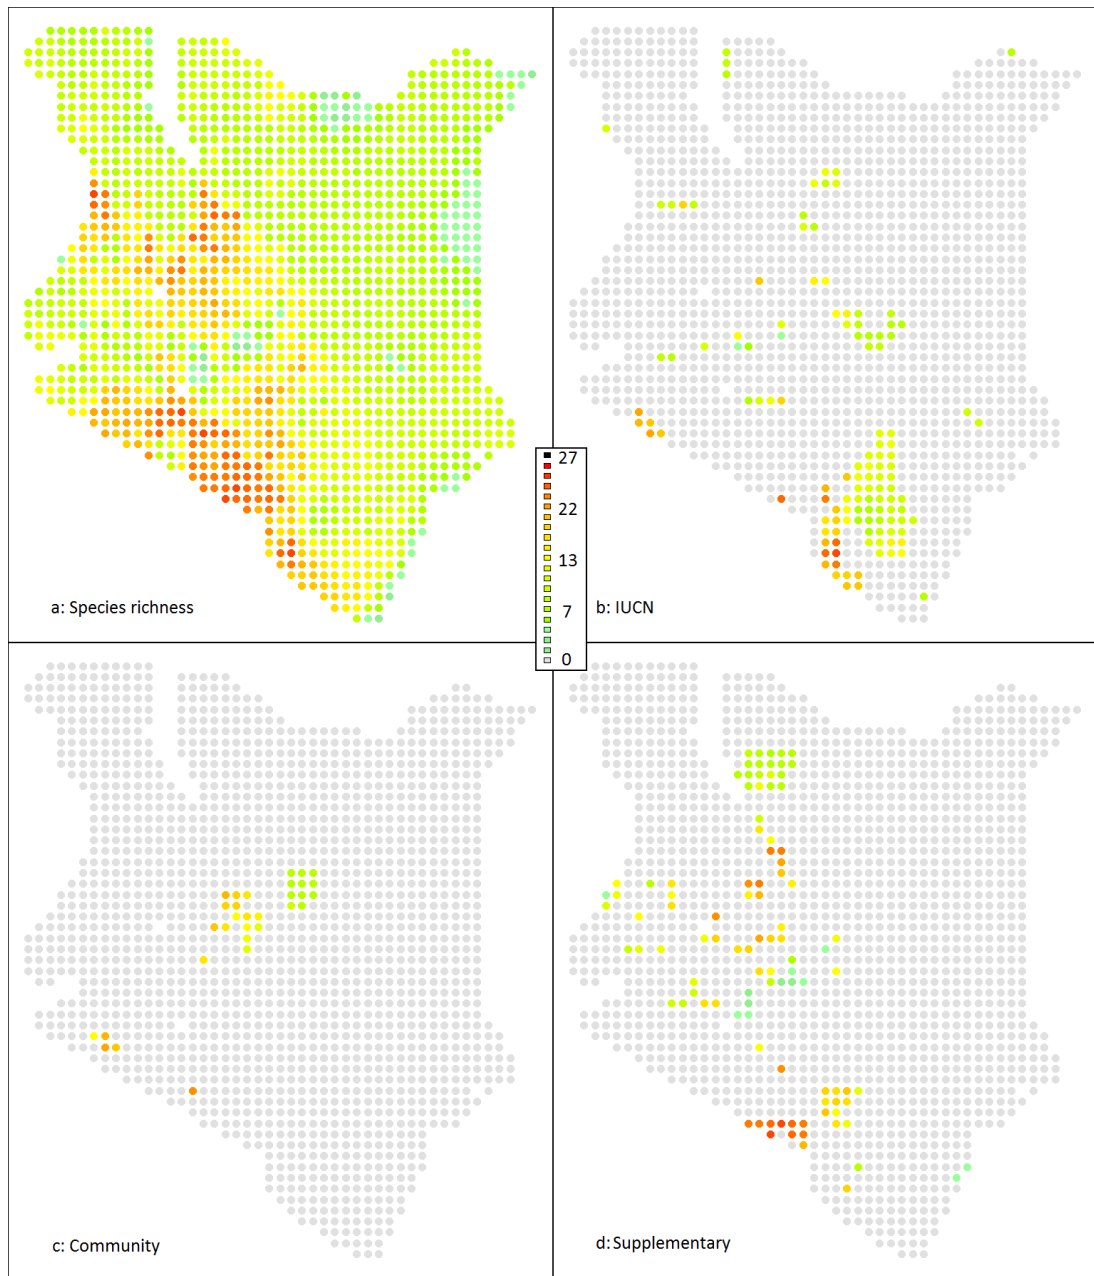 27
22
13
7
0
a: Species richness
b: IUCN
c: Community
d:Supplementary